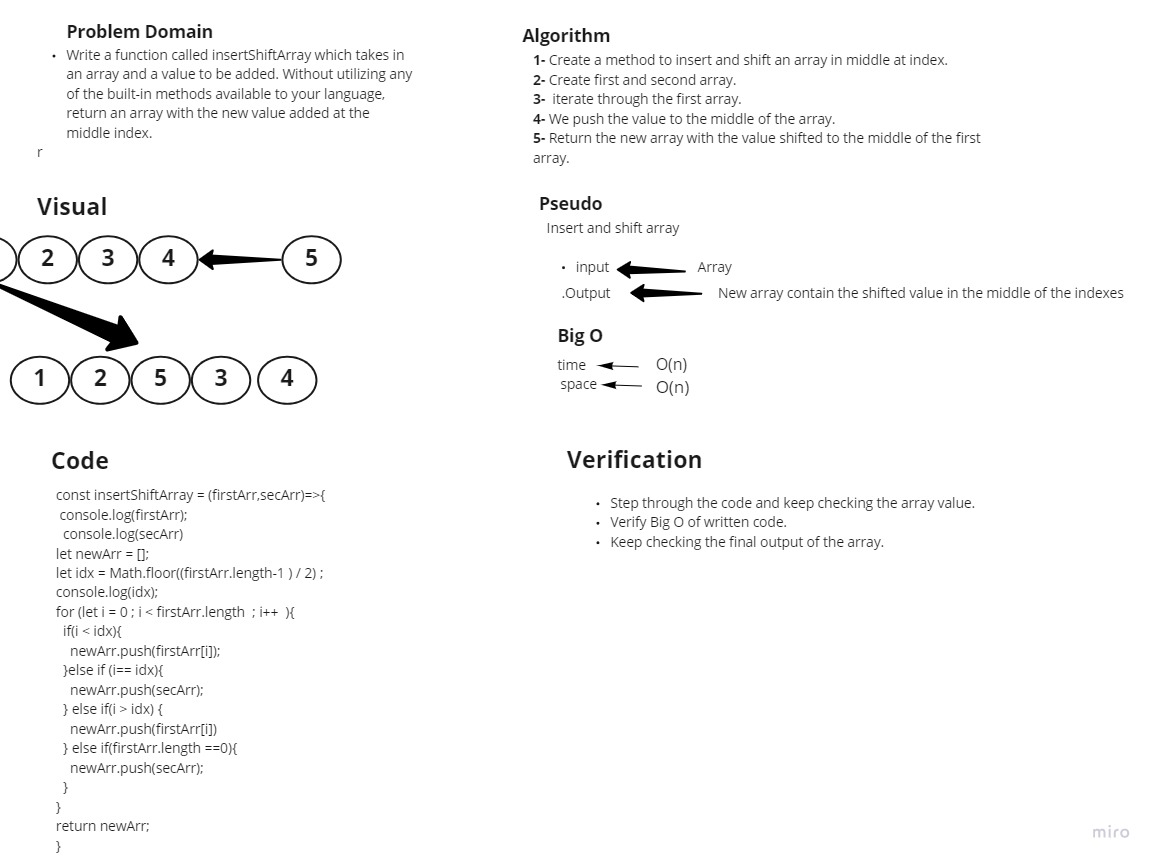 Problem Domain
• Write a function called insertShiftArray which takes in
an array and a value to be added. Without utilizing any
of the built-in methods available to your language,
return an array with the new value added at the
middle index.
r
Visual
2 3 4 5
1 2 5 3 4
Code
const insertShiftArray = (firstArr,secArr)=>{
console.log(firstArr);
console.log(secArr)
let newArr = [];
let idx = Math.floor((firstArr.length-1 ) / 2) ;
console.log(idx);
for (let i = 0 ; i < firstArr.length  ; i++  ){
if(i < idx){
newArr.push(firstArr[i]);
}else if (i== idx){
newArr.push(secArr);
} else if(i > idx) {
newArr.push(firstArr[i])
} else if(firstArr.length ==0){
newArr.push(secArr);
}
}
return newArr;
}
Algorithm
1- Create a method to insert and shift an array in middle at index.
2- Create first and second array.
3-  iterate through the first array.
4- We push the value to the middle of the array.
5- Return the new array with the value shifted to the middle of the first
array.
Pseudo
Insert and shift array
• input Array
.Output New array contain the shifted value in the middle of the indexes
Big O
time O(n)
space O(n)
Verification
• Step through the code and keep checking the array value.
• Verify Big O of written code.
• Keep checking the final output of the array.
miro